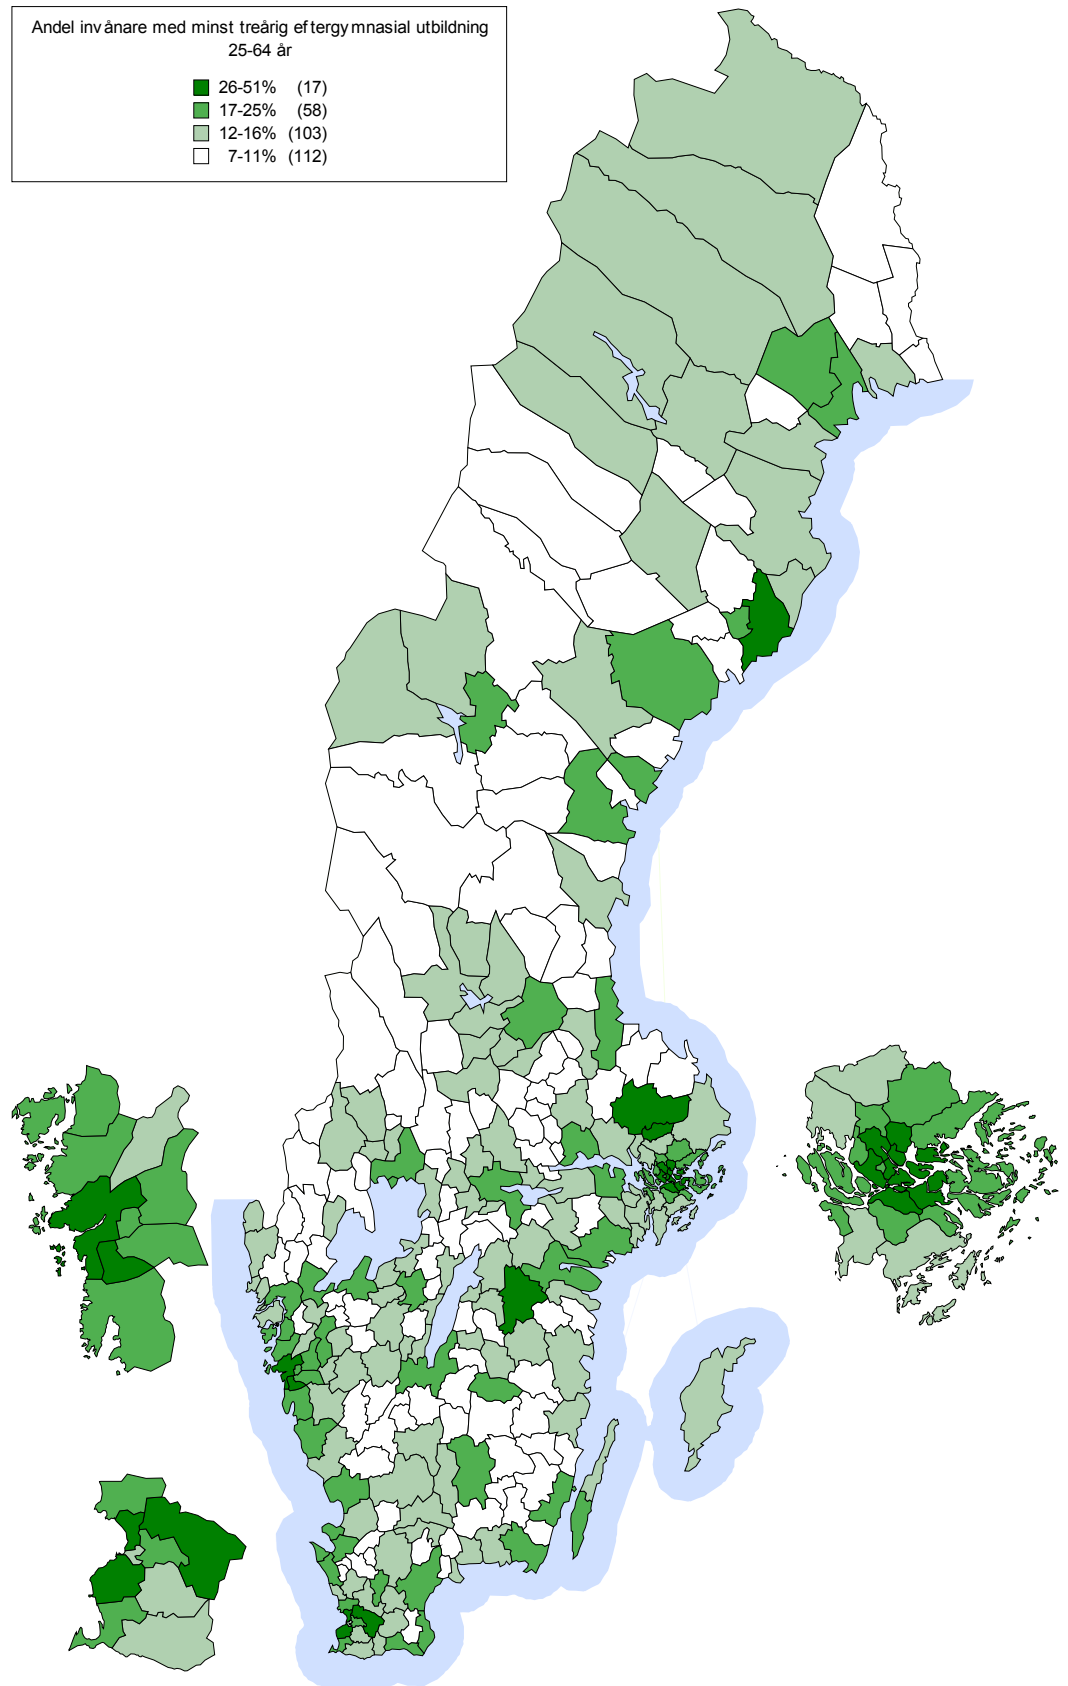 Andel invånare med minst treårig eftergymnasial utbildning
25-64 år
26-51% (17)
17-25% (58)
12-16% (103)
7-11% (112)